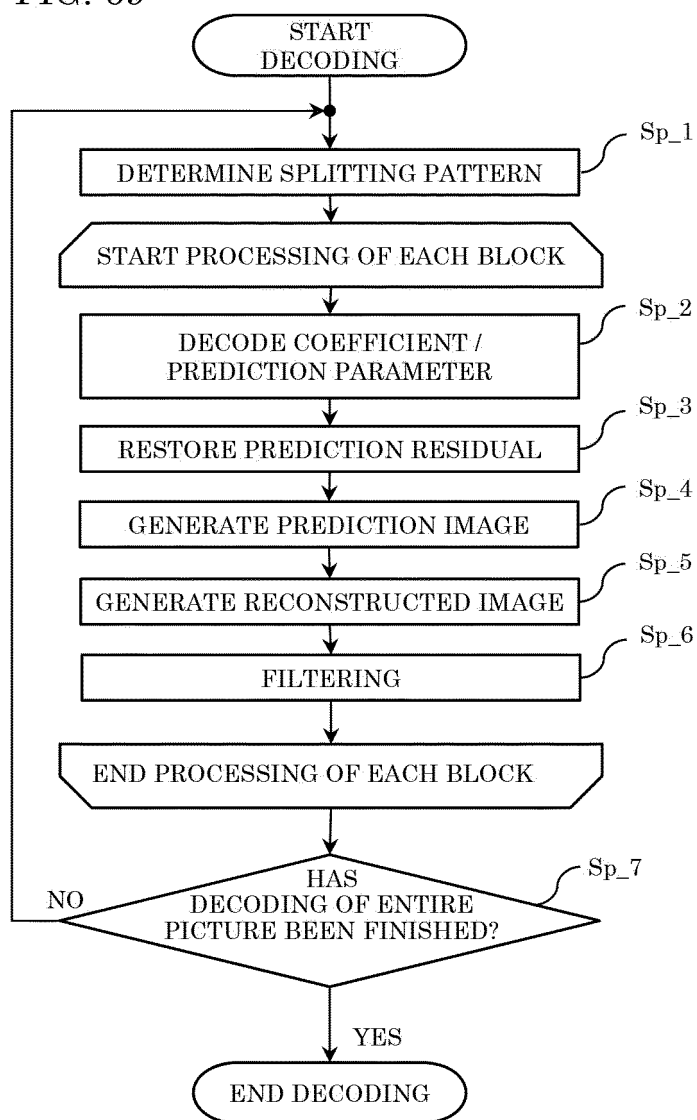 START
DECODING
Sp_1
DETERMINE SPLITTING PATTERN
START PROCESSING OF EACH BLOCK
Sp_2
DECODE COEFFICIENT /
PREDICTION PARAMETER
Sp_3
RESTORE PREDICTION RESIDUAL
Sp_4
GENERATE PREDICTION IMAGE
Sp_5
GENERATE RECONSTRUCTED IMAGE
Sp_6
FILTERING
END PROCESSING OF EACH BLOCK
Sp_7
HAS
DECODING OF ENTIRE
PICTURE BEEN FINISHED?
NO
YES
END DECODING